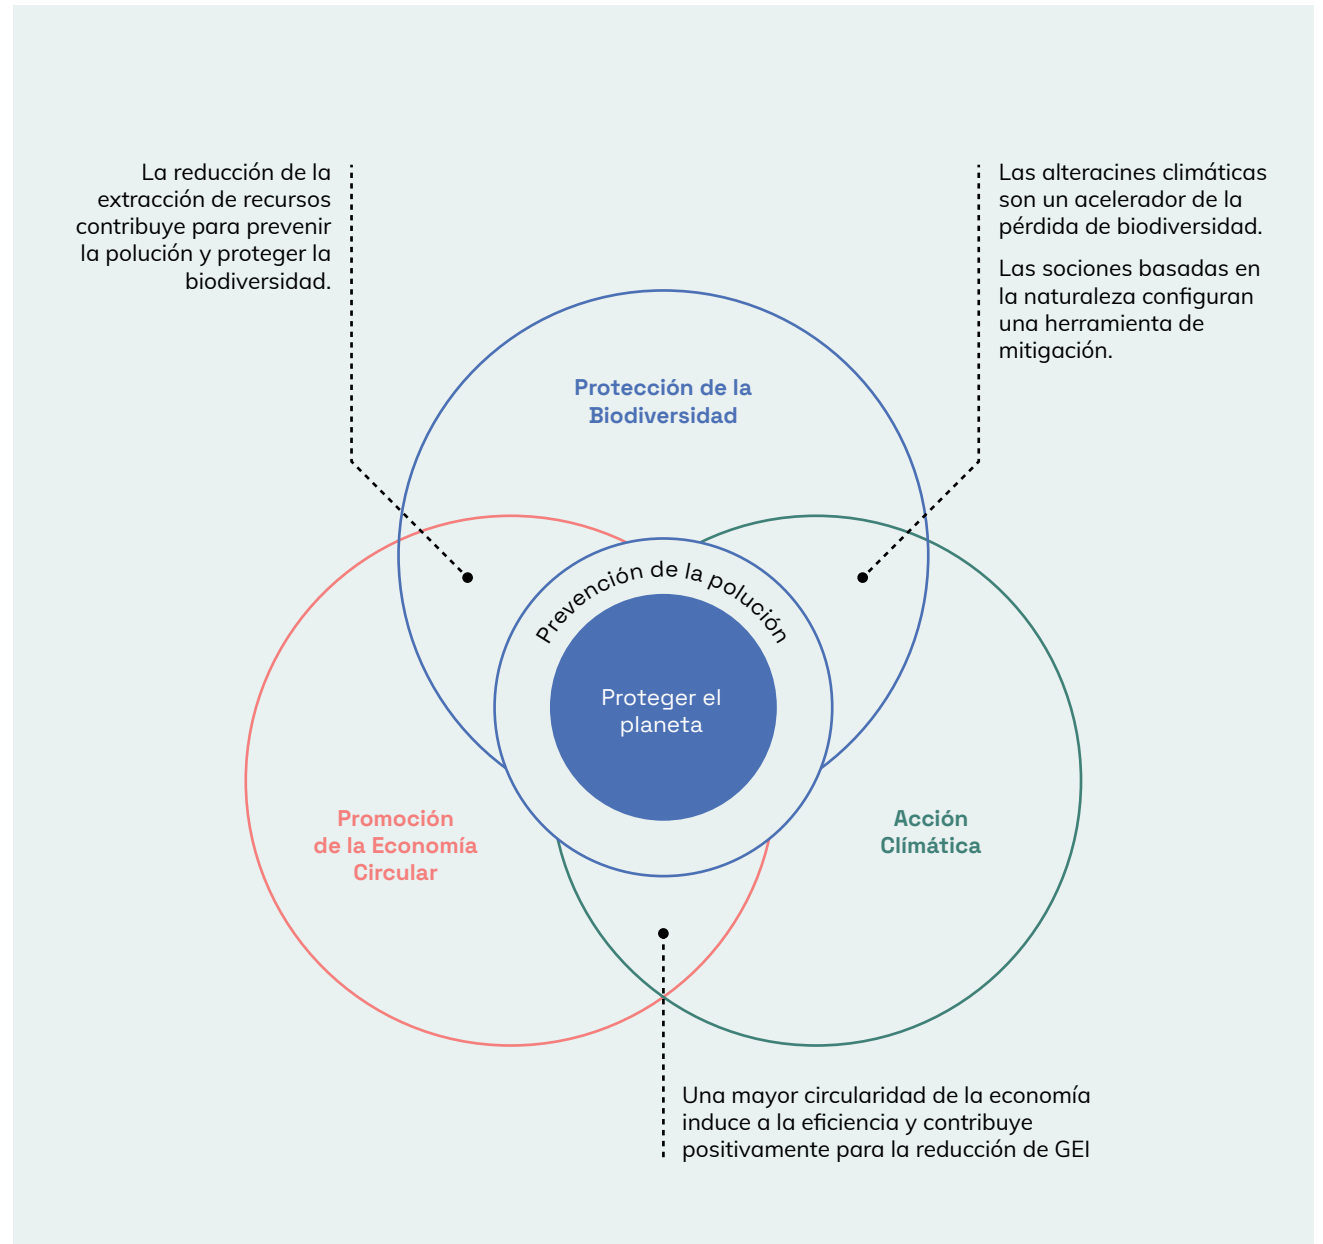 La reducción de la
extracción de recursos
contribuye para prevenir
la polución y proteger la
biodiversidad.
Las alteracines climáticas
son un acelerador de la
pérdida de biodiversidad.
Las sociones basadas en
la naturaleza configuran
una herramienta de
mitigación.
Protección de la
Biodiversidad
Prevención de la polución
Proteger el
planeta
Promoción
de la Economía
Circular
Acción
Clímática
Una mayor circularidad de la economía
induce a la eficiencia y contribuye
positivamente para la reducción de GEI